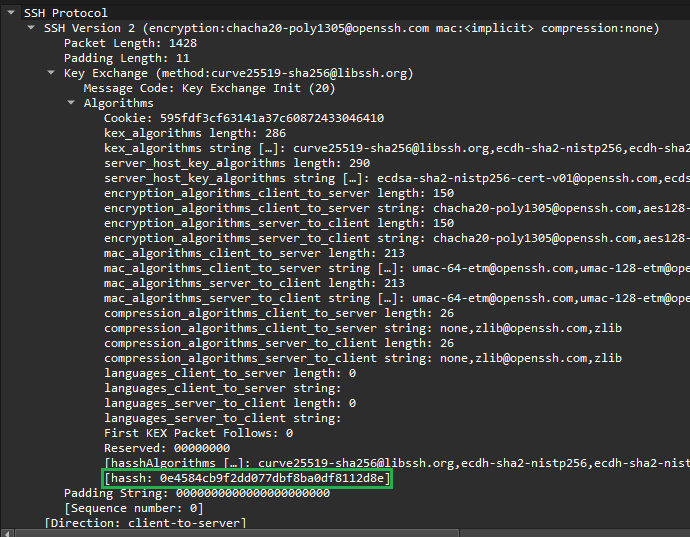 SSH Protocol
SSH Version 2 (encryption:chacha20-poly1305@openssh.com mac:<implicit> compression:none)
Packet Length: 1428
Padding Length: 11
Key Exchange (method:curve25519-sha256@libssh.org)
Message Code: Key Exchange Init (20)
Algorithms
Cookie: 595fdf3cf63141a37c60872433046410
kex_algorithms length: 286
kex_algorithms string […]: curve25519-sha256@libssh.org,ecdh-sha2-nistp256,ecdh-sha2-n
server_host_key_algorithms length: 290
server_host_key_algorithms string […]: ecdsa-sha2-nistp256-cert-v01@openssh.com,ecds
encryption_algorithms_client_to_server length: 150
encryption_algorithms_client_to_server string: chacha20-poly1305@openssh.com,aes128-
encryption_algorithms_server_to_client length: 150
encryption_algorithms_server_to_client string: chacha20-poly1305@openssh.com,aes128-
mac_algorithms_client_to_server length: 213
mac_algorithms_client_to_server string […]: umac-64-etm@openssh.com,umac-128-etm@ope
mac_algorithms_server_to_client length: 213
mac_algorithms_server_to_client string […]: umac-64-etm@openssh.com,umac-128-etm@ope
compression_algorithms_client_to_server length: 26
compression_algorithms_client_to_server string: none,zlib@openssh.com,zlib
compression_algorithms_server_to_client length: 26
compression_algorithms_server_to_client string: none,zlib@openssh.com,zlib
languages_client_to_server length: 0
languages_client_to_server string:
languages_server_to_client length: 0
languages_server_to_client string:
First KEX Packet Follows: 0
Reserved: 00000000
[hasshAlgorithms […]: curve25519-sha256@libssh.org,ecdh-sha2-nistp256,ecdh-sha2-nis
[hassh: 0e4584cb9f2dd077dbf8ba0df8112d8e]
Padding String: 0000000000000000000000
[Sequence number: 0]
[Direction: client-to-server]